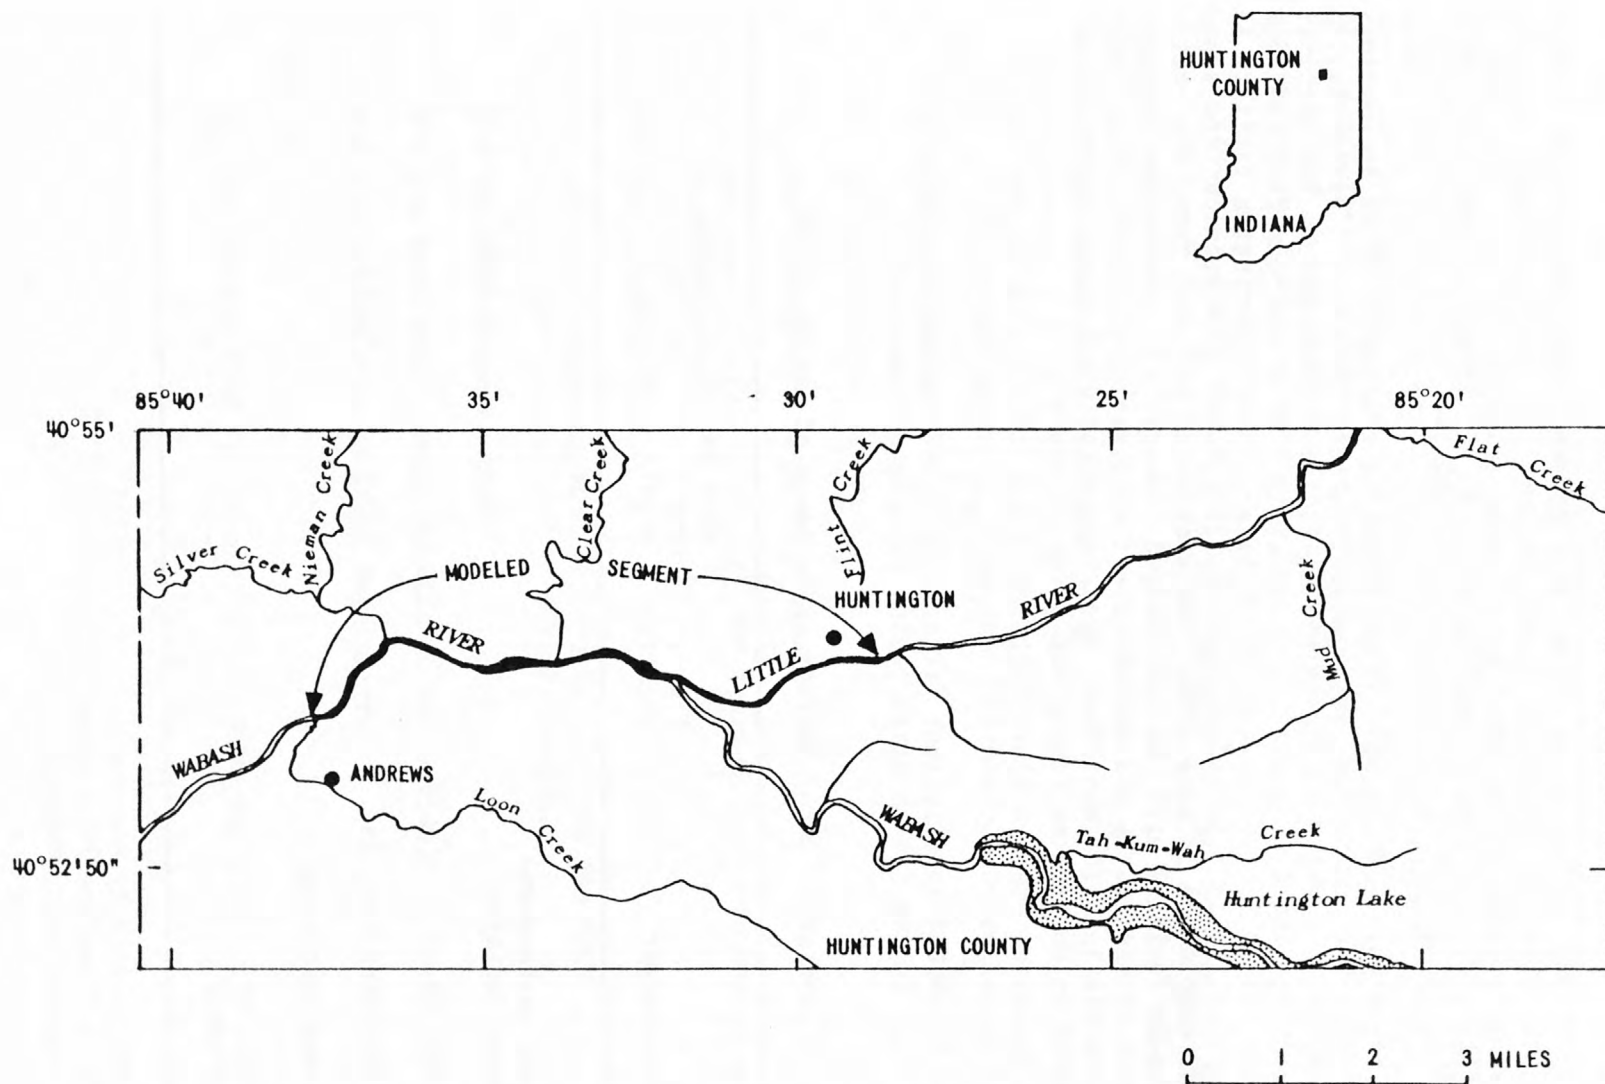 HUNTINGTON
COUNTY
INDIANA
85°40' 35' 30' 25' 85°20'
40°55'
Flat Creek
Nieman Creek
Clear Creek
Flint Creek
Silver Creek
MODELED SEGMENT
HUNTINGTON
RIVER
Mud Creek
RIVER
LITTLE
WABASH
ANDREWS
Loon Creek
WABASH
Tah-Kum-Wah Creek
40°52'50"
Huntington Lake
HUNTINGTON COUNTY
0 1 2 3 MILES